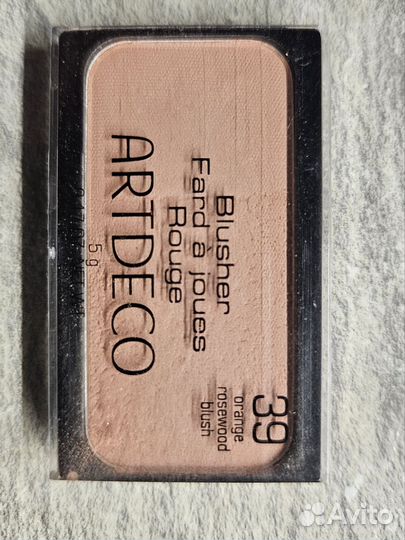 Blusher
Fard à joues
Rouge
ARTDECO
5 g
39
orange
rosewood
blush
Avito